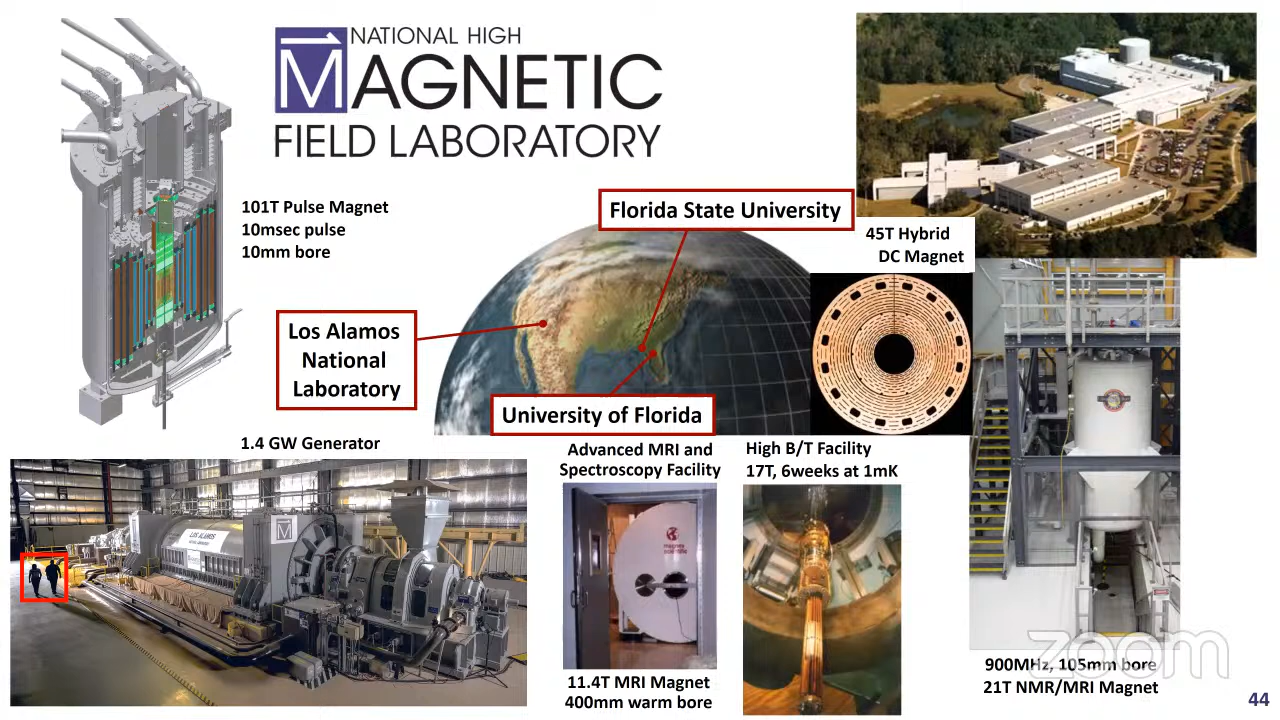 NATIONAL HIGH
MAGNETIC
FIELD LABORATORY
101T Pulse Magnet
10msec pulse
10mm bore
Florida State University
45T Hybrid
DC Magnet
Los Alamos
National
Laboratory
University of Florida
1.4 GW Generator
LOS ALAMOS
Advanced MRI and
Spectroscopy Facility
High B/T Facility
17T, 6weeks at 1mK
magnex
scientific
11.4T MRI Magnet
400mm warm bore
900MHz, 105mm bore
21T NMR/MRI Magnet
zoom
44